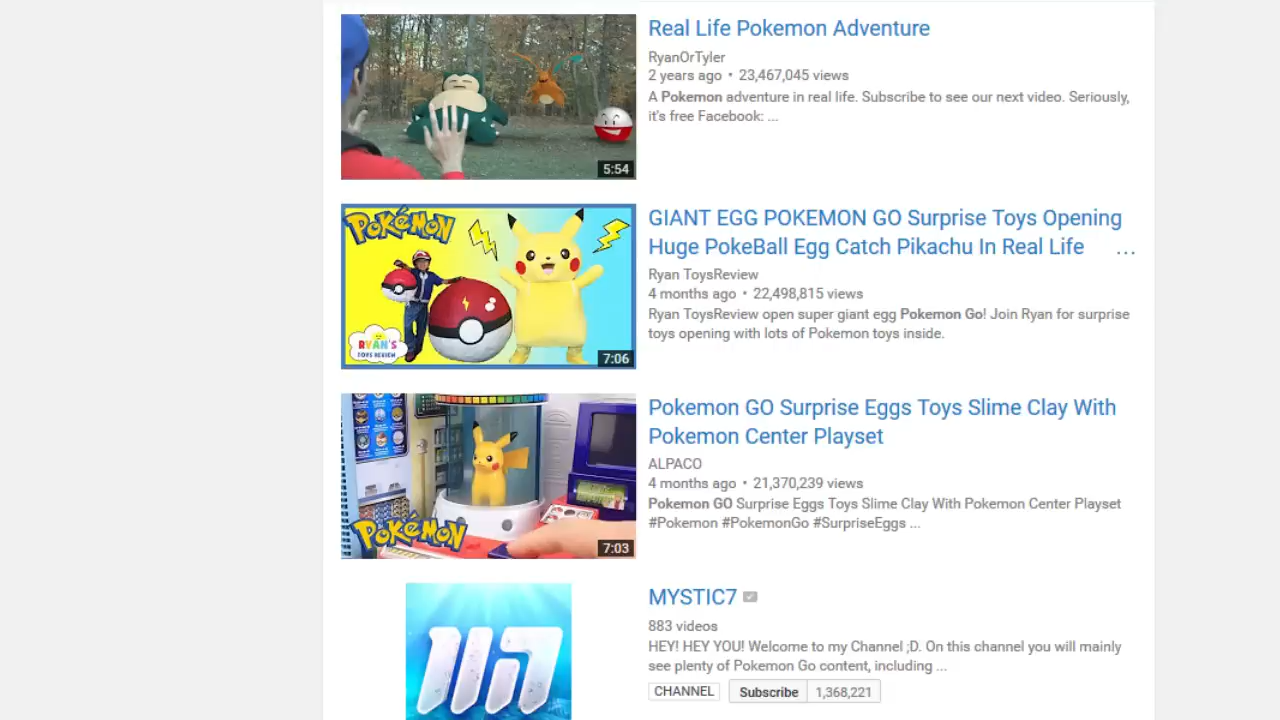 Real Life Pokemon Adventure
RyanOrTyler
2 years ago • 23,467,045 views
A Pokemon adventure in real life. Subscribe to see our next video. Seriously,
it's free Facebook: ...
5:54
GIANT EGG POKEMON GO Surprise Toys Opening
Huge PokeBall Egg Catch Pikachu In Real Life ...
Ryan ToysReview
4 months ago • 22,498,815 views
Ryan ToysReview open super giant egg Pokemon Go! Join Ryan for surprise
toys opening with lots of Pokemon toys inside.
POKéMON
RYAN'S
TOYS REVIEW
7:06
Pokemon GO Surprise Eggs Toys Slime Clay With
Pokemon Center Playset
ALPACO
4 months ago • 21,370,239 views
Pokemon GO Surprise Eggs Toys Slime Clay With Pokemon Center Playset
#Pokemon #PokemonGo #SurpriseEggs ...
POKéMON
7:03
MYSTIC7
883 videos
HEY! HEY YOU! Welcome to my Channel ;D. On this channel you will mainly
see plenty of Pokemon Go content, including ...
CHANNEL
Subscribe 1,368,221